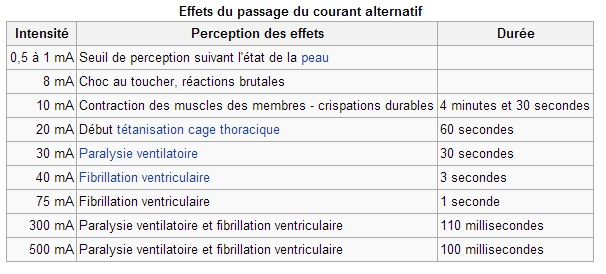 Effets du passage du courant alternatif
Intensité Perception des effets Durée
0,5 à 1 mA Seuil de perception suivant l'état de la peau
8 mA Choc au toucher, réactions brutales
10 mA Contraction des muscles des membres - crispations durables 4 minutes et 30 secondes
20 mA Début tétanisation cage thoracique 60 secondes
30 mA Paralysie ventilatoire 30 secondes
40 mA Fibrillation ventriculaire 3 secondes
75 mA Fibrillation ventriculaire 1 seconde
300 mA Paralysie ventilatoire et fibrillation ventriculaire 110 millisecondes
500 mA Paralysie ventilatoire et fibrillation ventriculaire 100 millisecondes